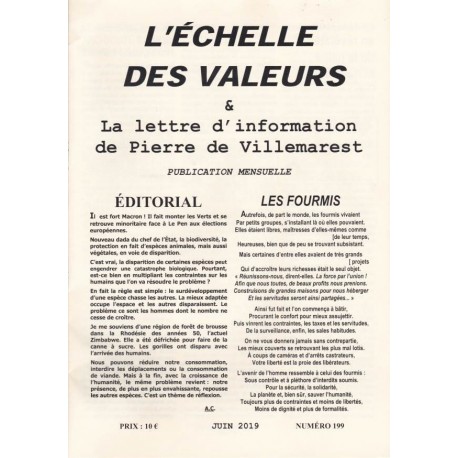 L'ÉCHELLE
DES VALEURS
&
La lettre d'information
de Pierre de Villemarest
PUBLICATION MENSUELLE
ÉDITORIAL
Il est fort Macron ! Il fait monter les Verts et se
retrouve minoritaire face à Le Pen aux élections
européennes.
Nouveau dada du chef de l'État, la biodiversité, la
protection en fait d'espèces animales, mais aussi
végétales, en voie de disparition.
C'est vrai, la disparition de certaines espèces peut
engendrer une catastrophe biologique. Pourtant,
est-ce bien en multipliant les contraintes sur les
humains que l'on va résoudre le problème ?
En fait la règle est simple : le surdéveloppement
d'une espèce chasse les autres. La mieux adaptée
occupe l'espace et les autres disparaissent. Le
problème ce sont les hommes dont le nombre ne
cesse de croître.
Je me souviens d'une région de forêt de brousse
dans la Rhodésie des années 50, l'actuel
Zimbabwe. Elle a été défrichée pour faire de la
canne à sucre. Les gorilles ont disparu avec
l'arrivée des humains.
Nous pouvons réduire notre consommation,
interdire les déplacements ou la consommation
de viande. Mais à la fin, avec la croissance de
l'humanité, le même problème revient : notre
présence, de plus en plus envahissante, repousse
les autres espèces. C'est un thème de réflexion.
LES FOURMIS
Autrefois, de part le monde, les fourmis vivaient
Par petits groupes, s'installant là où elles pouvaient.
Elles étaient libres, maîtresses d'elles-mêmes comme
[de leur temps,
Heureuses, bien que de peu se trouvant subsistant.
Mais certaines d'entre elles avaient de très grands
[ projets
Qui d'accroître leurs richesses était le seul objet.
« Réunissons-nous, dirent-elles. La force fait l'union !
Afin que nous toutes, de beaux profits nous prenions.
Construisons de grandes maisons pour nous héberger
Et les servitudes seront ainsi partagées... »
Ainsi fut fait et l'on commença à bâtir,
Procurant le confort pour mieux assujettir.
Puis vinrent les contraintes, les taxes et les servitudes,
De la surveillance, enfin, les sales habitudes.
On ne vous donnera jamais sans contrepartie,
Les mieux couverts se retrouvant les plus mal lotis.
À coups de caméras et d'arrêts castrateurs,
Votre liberté est la proie des libérateurs.
L'avenir de l'homme ressemble à celui des fourmis :
Sous contrôle et à pléthore d'interdits soumis.
Pour la sécurité, la solidarité,
La planète et, bien sûr, sauver l'humanité,
Toujours plus de contraintes et moins de libertés,
Moins de dignité et plus de formalités.
PRIX : 10 €
JUIN 2019
NUMÉRO 199